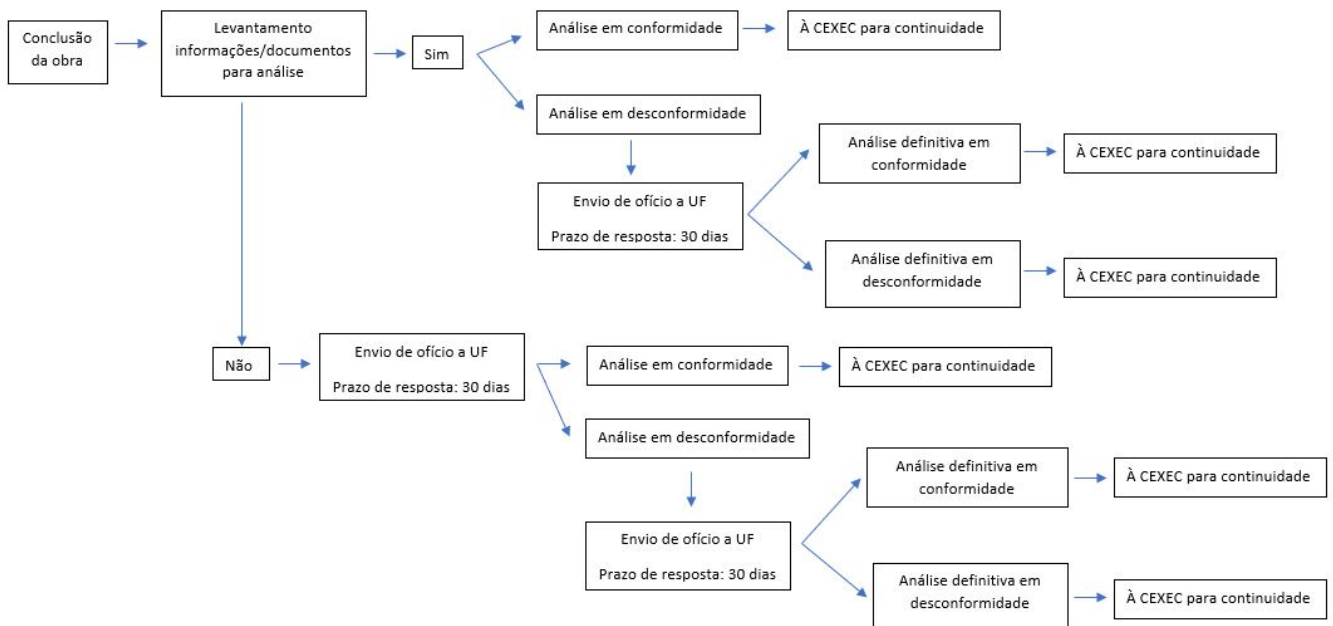 Conclusão
da obra
Levantamento
informações/documentos
para análise
Sim
Análise em conformidade
À CEXEC para continuidade
Análise em desconformidade
Envio de ofício a UF
Prazo de resposta: 30 dias
Análise definitiva em
conformidade
À CEXEC para continuidade
Análise definitiva em
desconformidade
À CEXEC para continuidade
Não
Envio de ofício a UF
Prazo de resposta: 30 dias
Análise em conformidade
À CEXEC para continuidade
Análise em desconformidade
Envio de ofício a UF
Prazo de resposta: 30 dias
Análise definitiva em
conformidade
À CEXEC para continuidade
Análise definitiva em
desconformidade
À CEXEC para continuidade